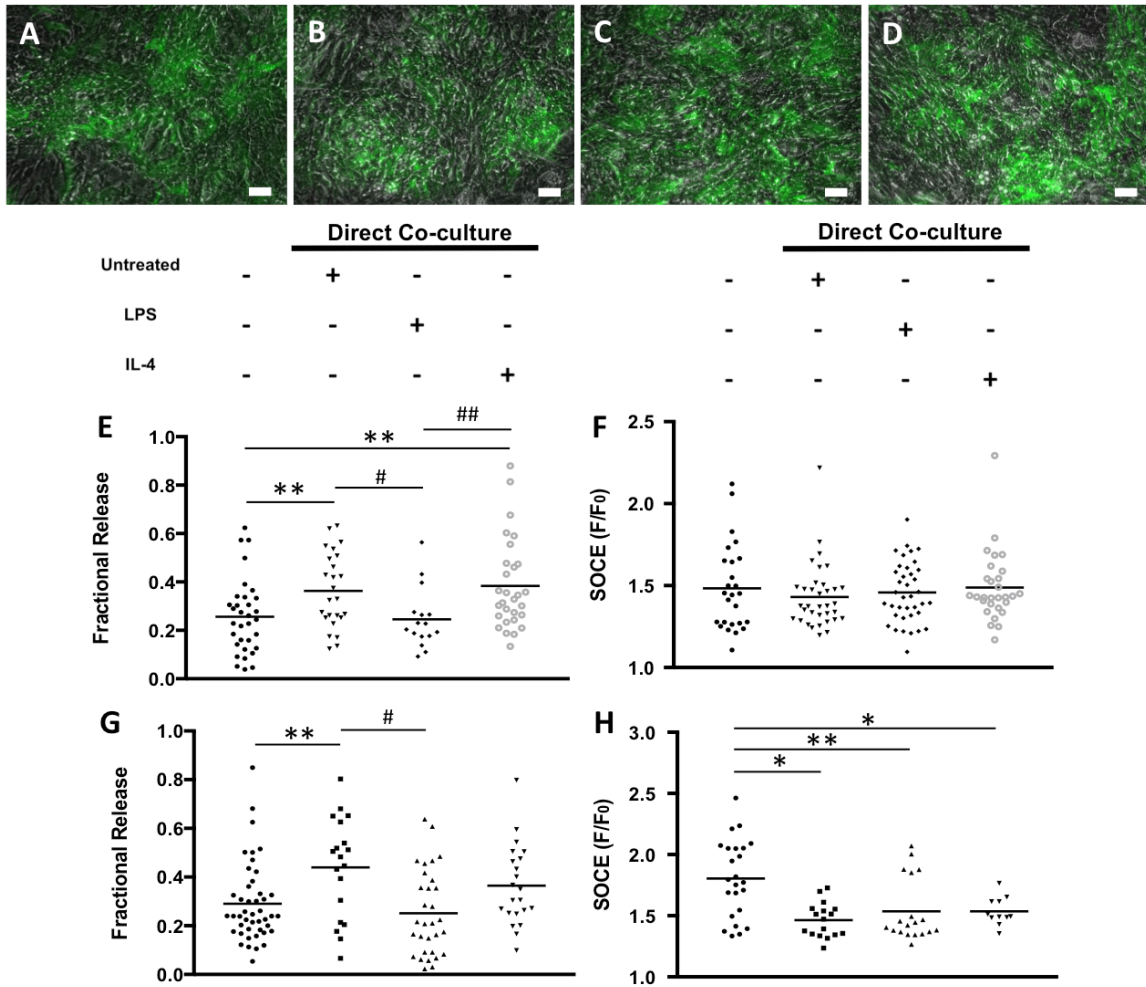 A B C D
Direct Co-culture Direct Co-culture
Untreated - + - - - + - -
LPS - - + - - - + -
IL-4 - - - + - - - +
E
##
**
** #
1.0
0.8
0.6
0.4
0.2
0.0
Fractional Release
F
2.5
2.0
1.5
1.0
SOCE (F/F0)
G
** #
1.0
0.8
0.6
0.4
0.2
0.0
Fractional Release
H
*
**
*
3.0
2.5
2.0
1.5
1.0
SOCE (F/F0)